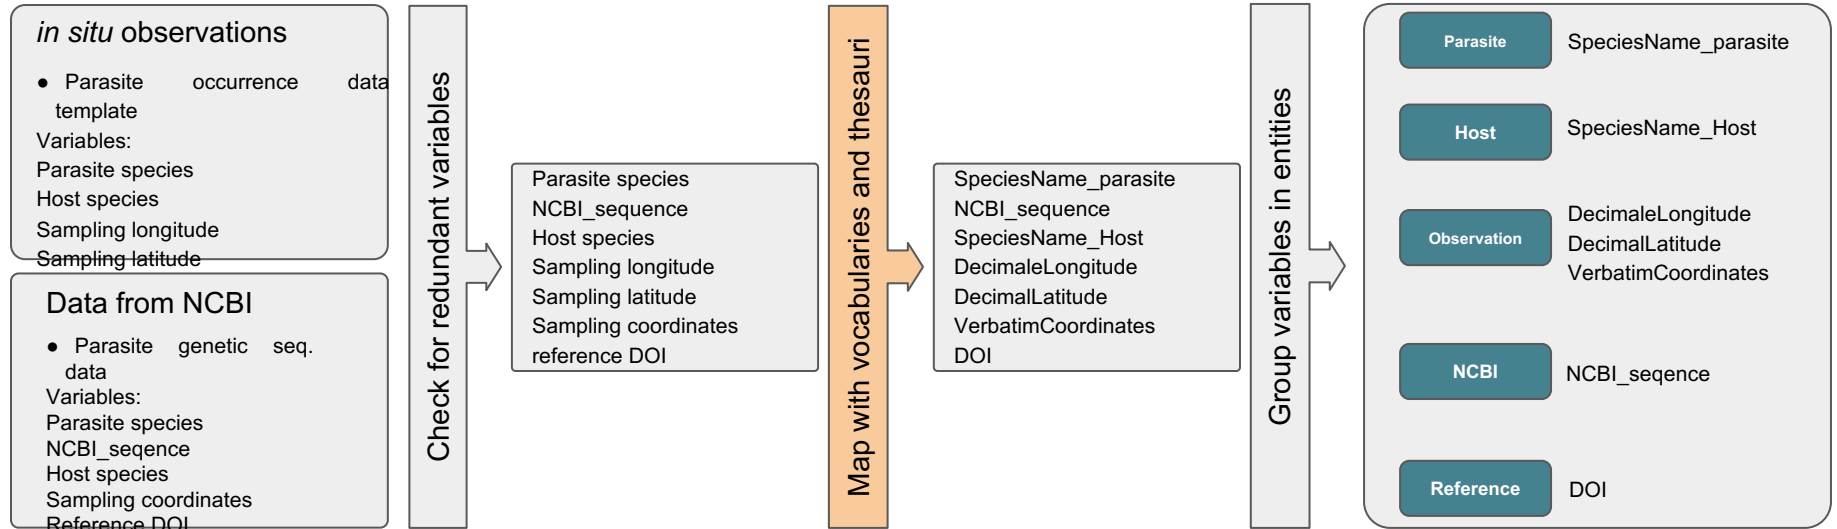 in situ observations
● Parasite occurrence data
template
Variables:
Parasite species
Host species
Sampling longitude
Sampling latitude
Data from NCBI
● Parasite genetic seq.
data
Variables:
Parasite species
NCBI_seqence
Host species
Sampling coordinates
Reference DOI
Check for redundant variables
Parasite species
NCBI_sequence
Host species
Sampling longitude
Sampling latitude
Sampling coordinates
reference DOI
Map with vocabularies and thesauri
SpeciesName_parasite
NCBI_sequence
SpeciesName_Host
DecimaleLongitude
DecimalLatitude
VerbatimCoordinates
DOI
Group variables in entities
Parasite
SpeciesName_parasite
Host
SpeciesName_Host
Observation
DecimaleLongitude
DecimalLatitude
VerbatimCoordinates
NCBI
NCBI_seqence
Reference
DOI